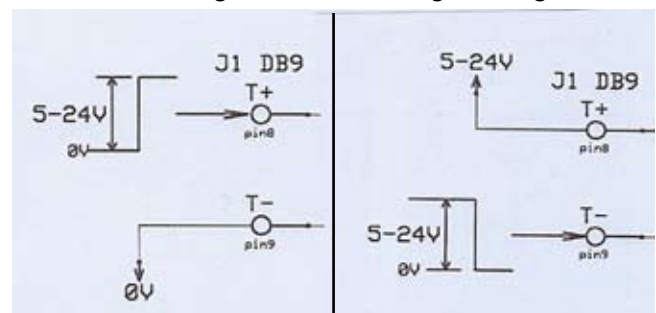 J1 DB9
T+
5-24V
0V
pin8
T-
pin9
0V
5-24V
J1 DB9
T+
pin8
T-
5-24V
0V
pin9